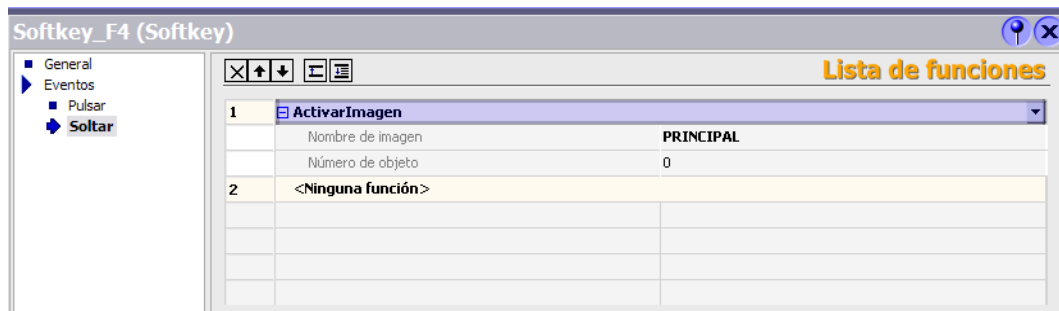 Softkey_F4 (Softkey)
General
Eventos
Pulsar
Soltar
Lista de funciones
1 ActivarImagen
Nombre de imagen PRINCIPAL
Número de objeto 0
2 <Ninguna función>